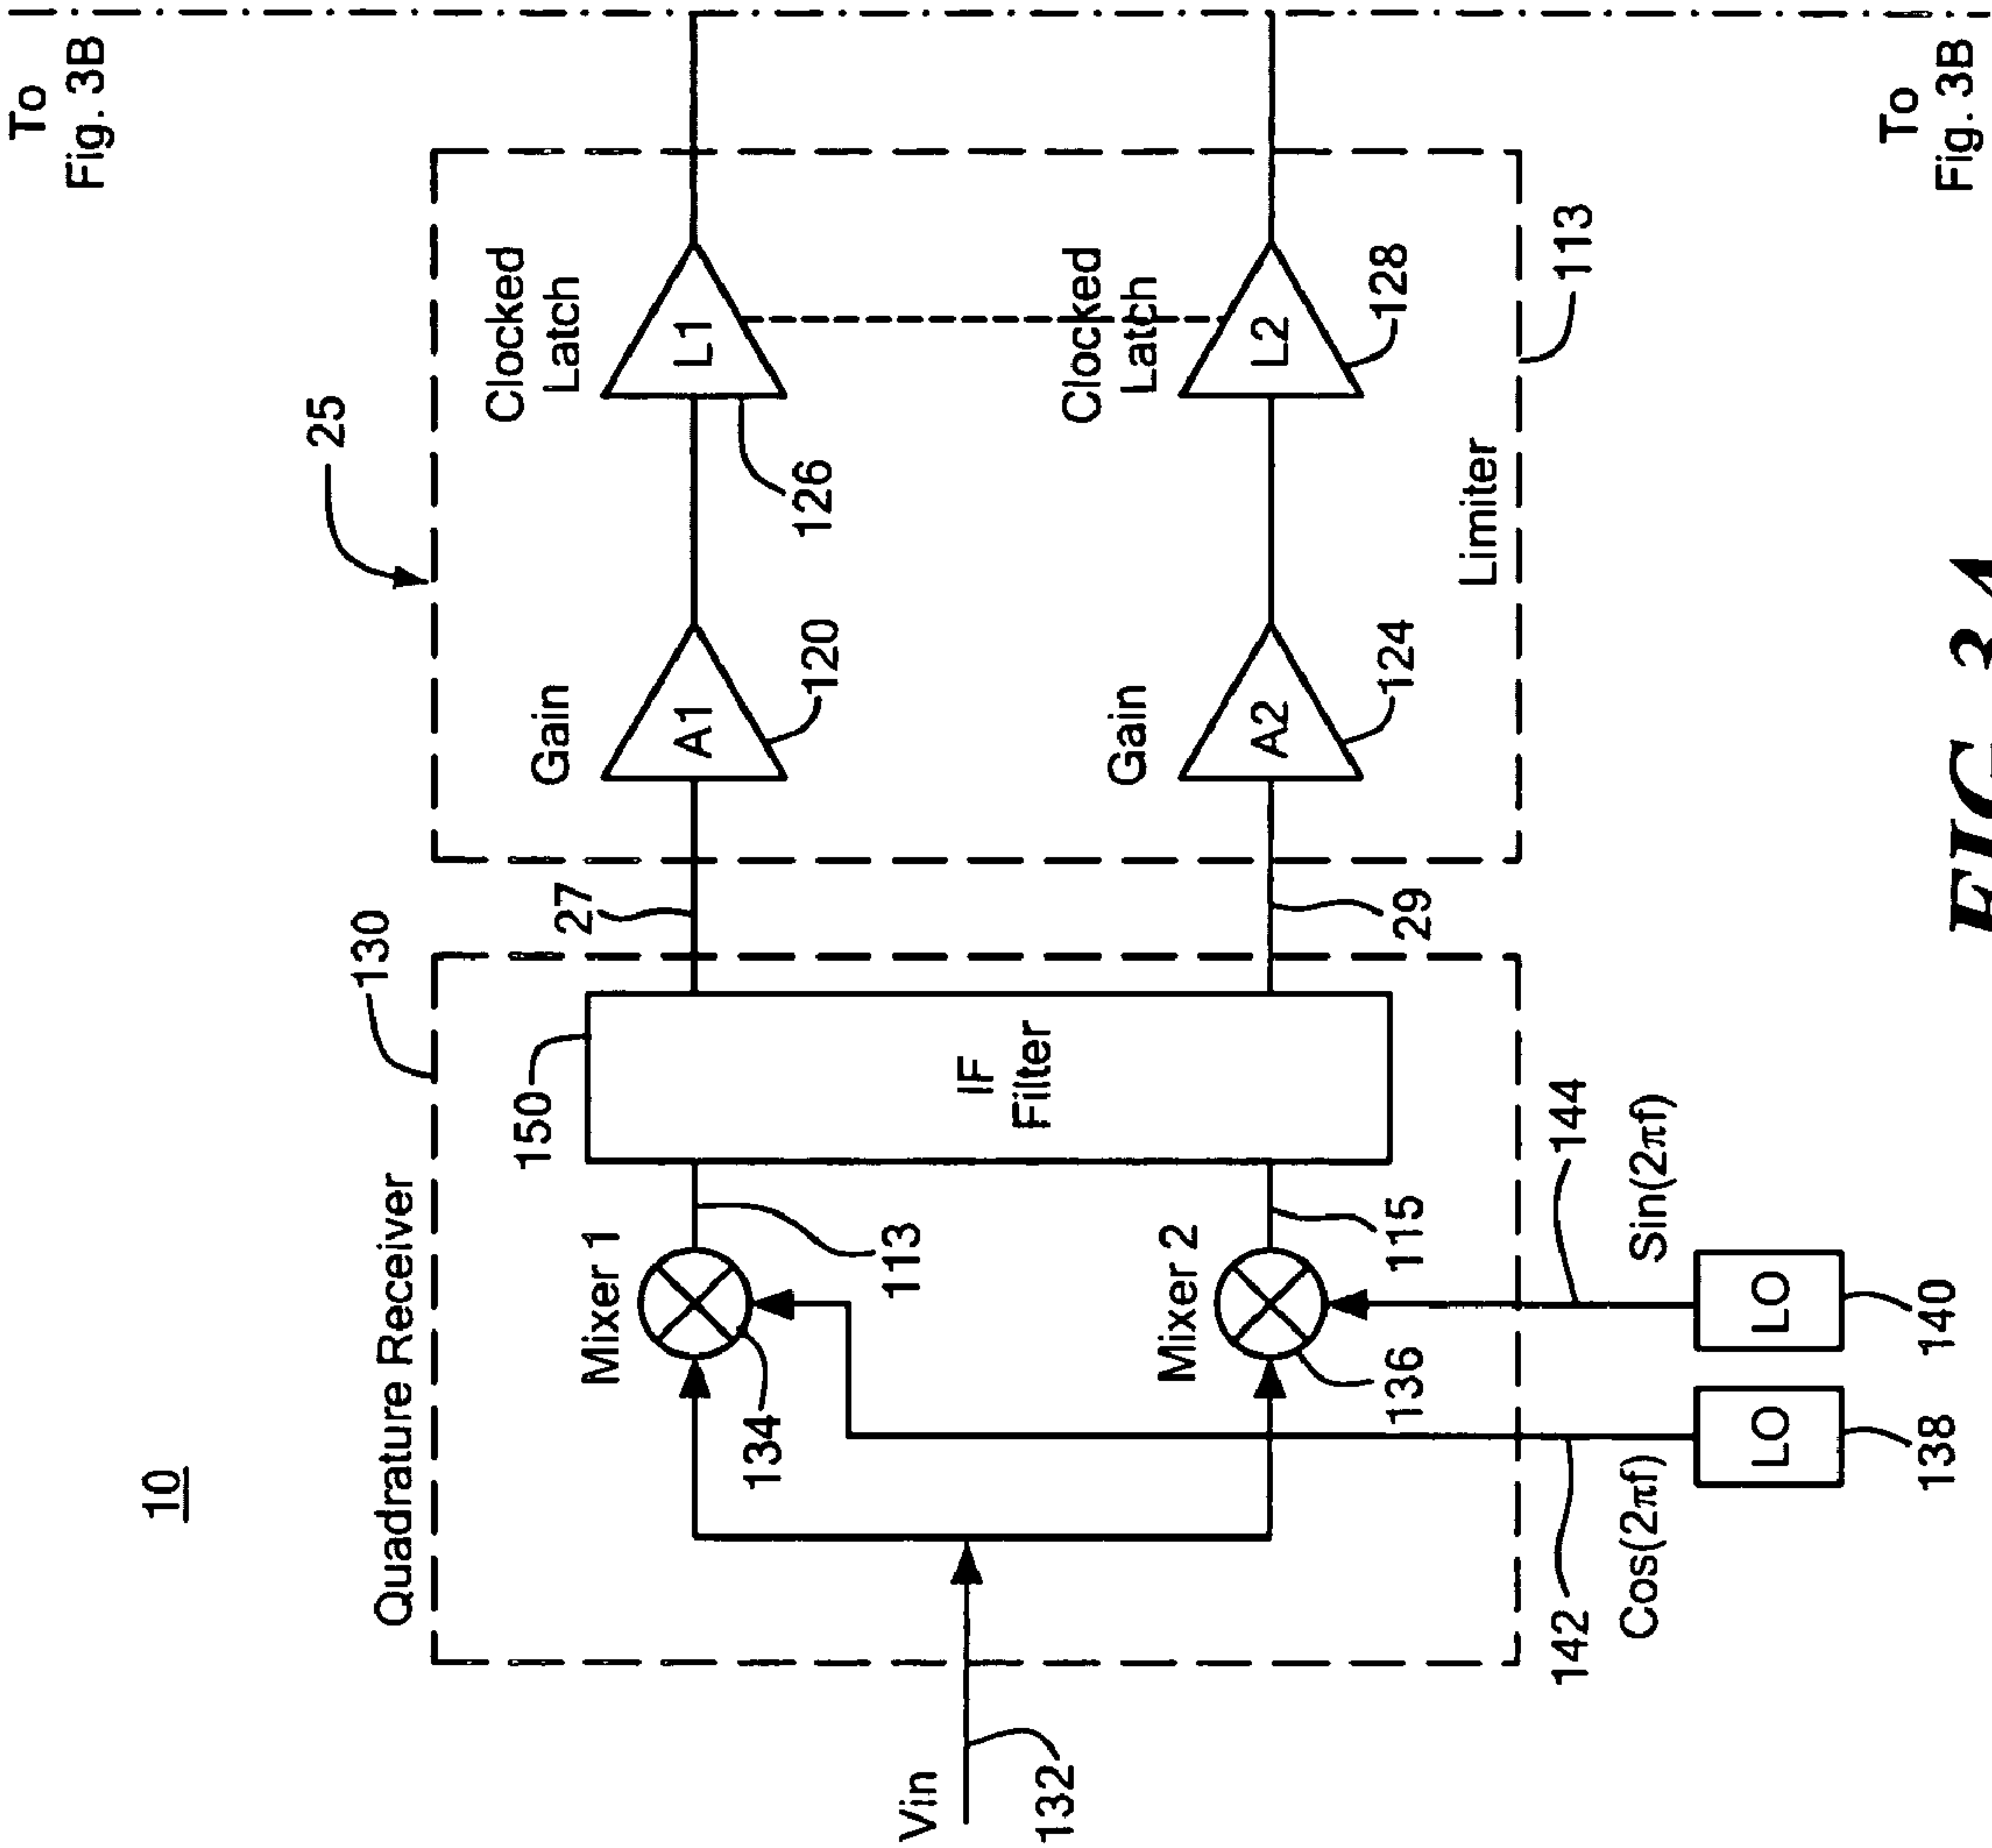 10
To
Fig. 3B
25
130
Quadrature Receiver
Vin
132
Mixer 1
134
113
150
IF
Filter
27
Gain
A1
120
Clocked
Latch
L1
126
Mixer 2
136
115
29
Gain
A2
124
Clocked
Latch
L2
128
Limiter
113
142
Cos(2πf)
LO
138
144
Sin(2πf)
LO
140
To
Fig. 3B
FIG. 3A